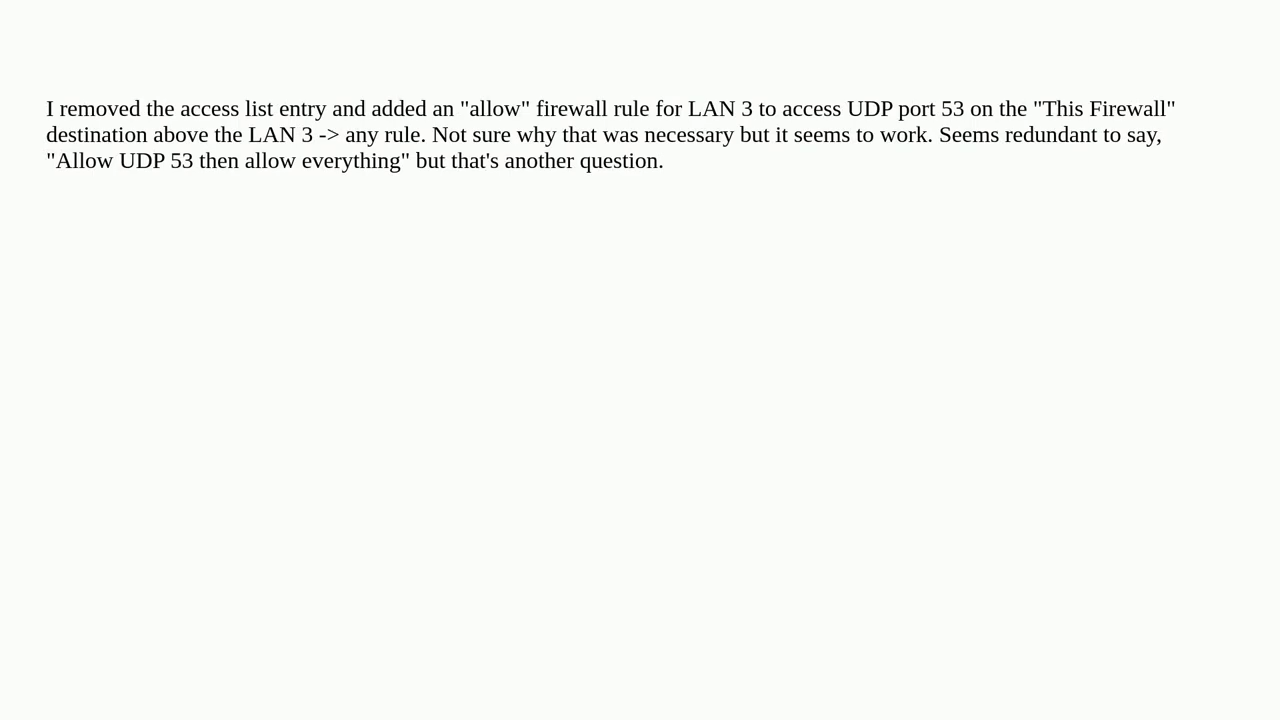 I removed the access list entry and added an "allow" firewall rule for LAN 3 to access UDP port 53 on the "This Firewall"
destination above the LAN 3 -> any rule. Not sure why that was necessary but it seems to work. Seems redundant to say,
"Allow UDP 53 then allow everything" but that's another question.